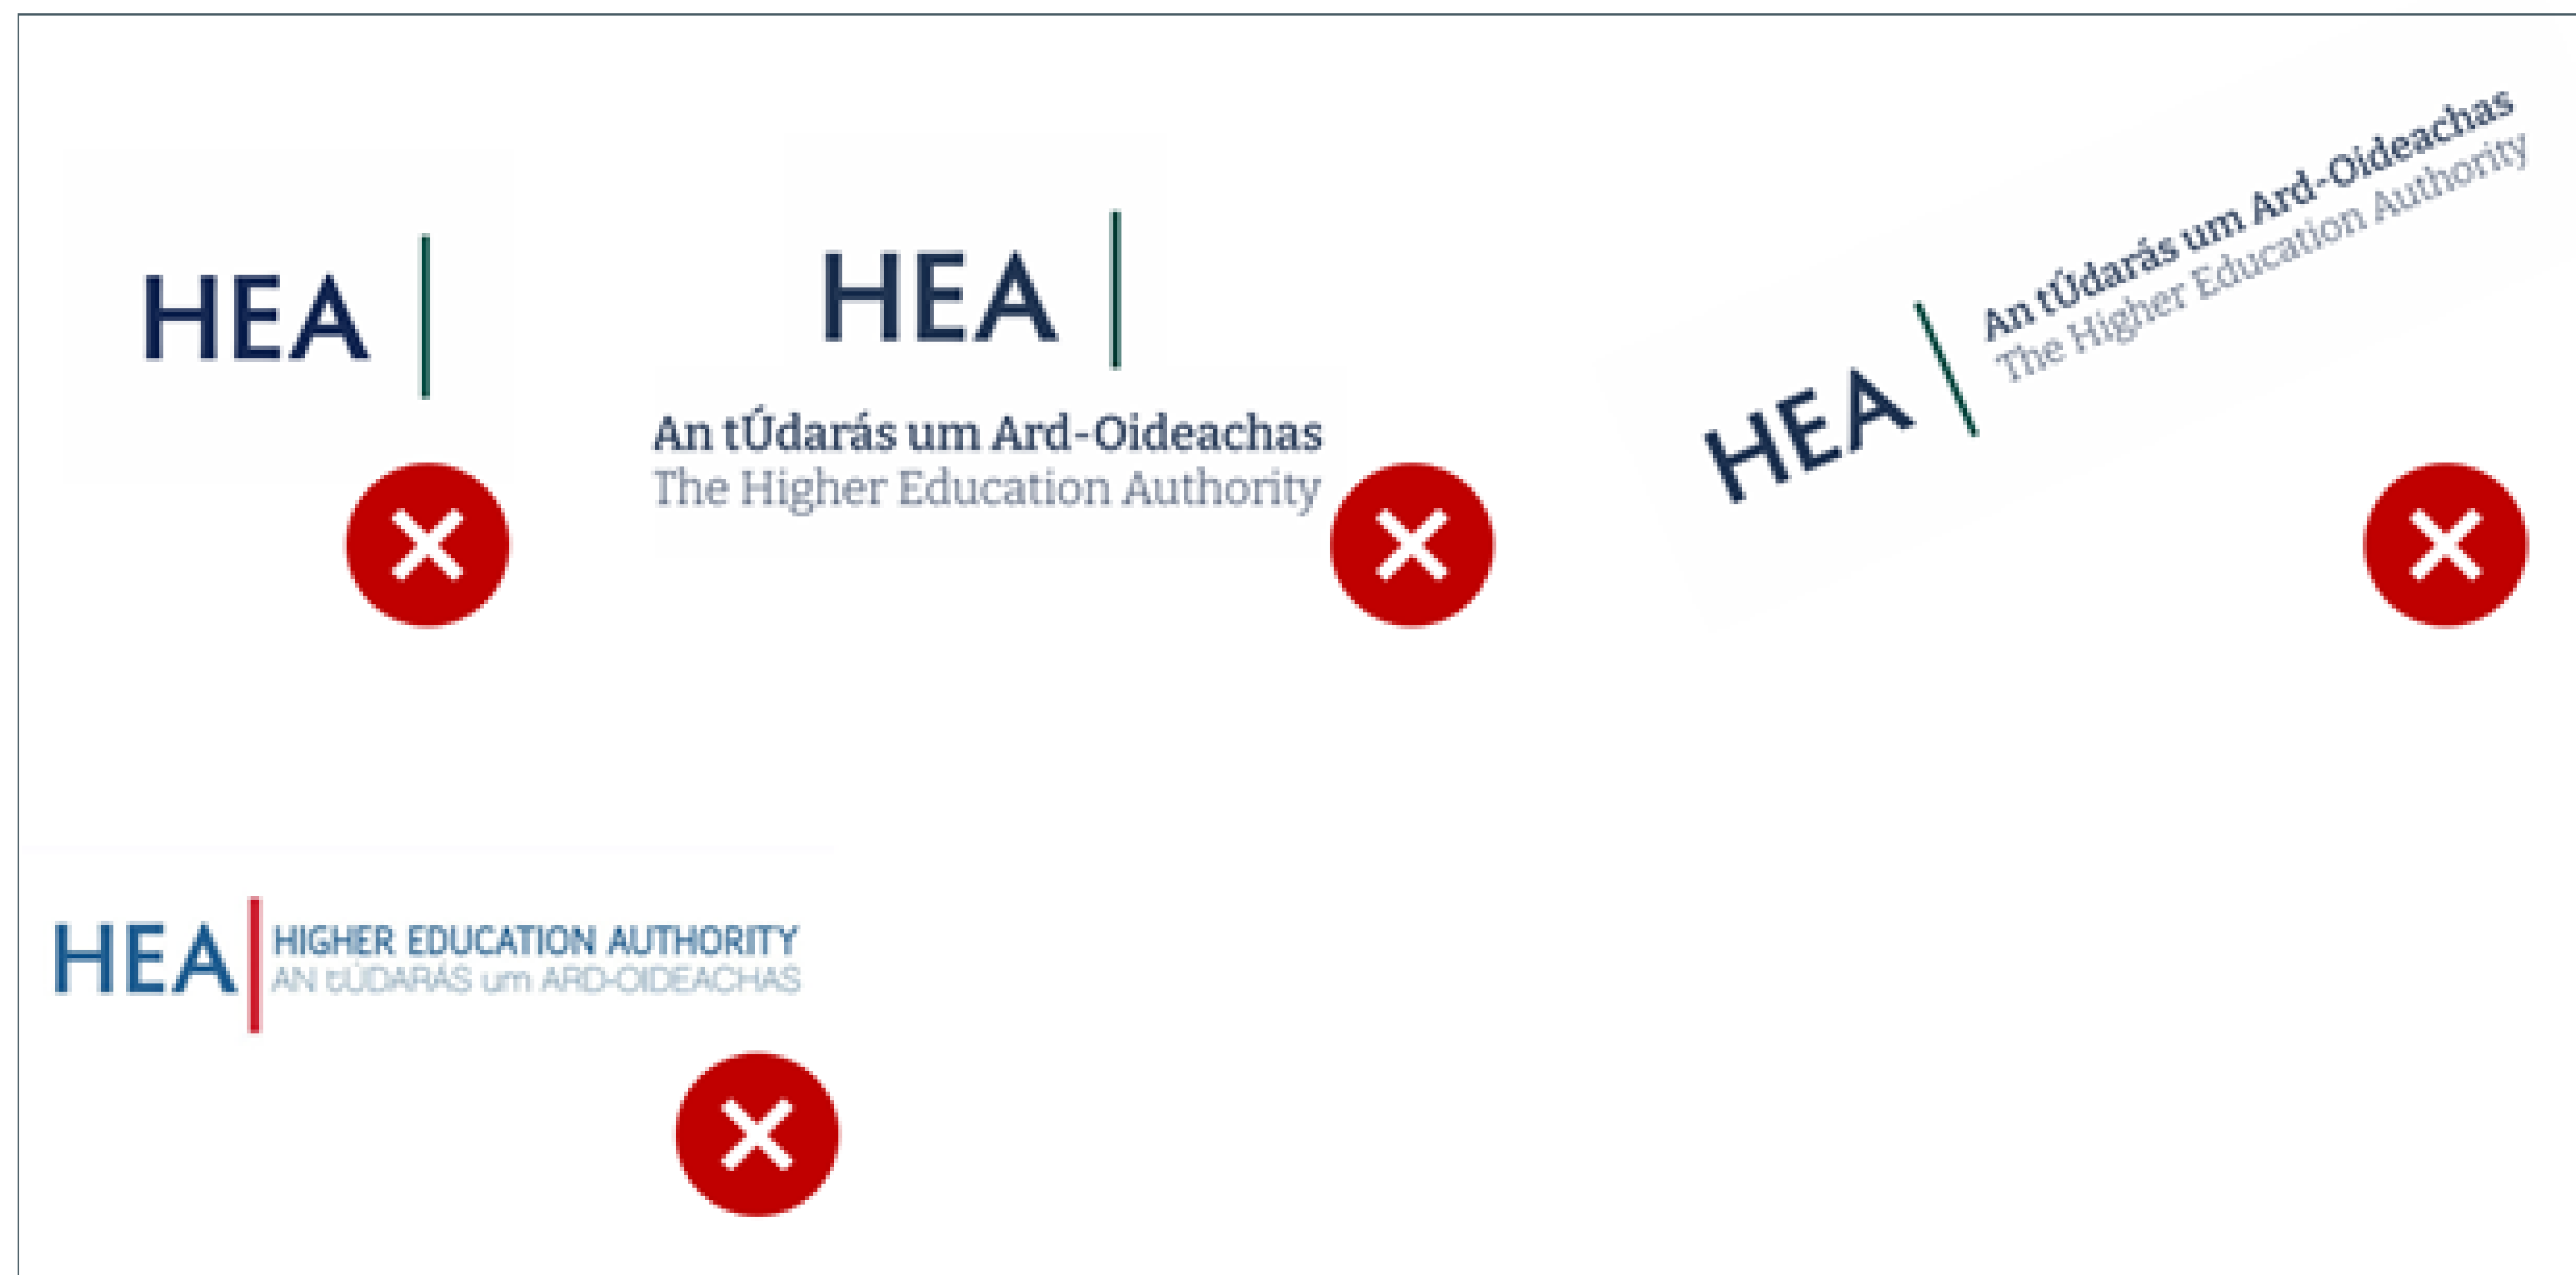 HEA
HEA
An tÚdarás um Ard-Oideachas
The Higher Education Authority
HEA
An tÚdarás um Ard-Oideachas
The Higher Education Authority
HEA
HIGHER EDUCATION AUTHORITY
AN tÚDARÁS um ARD-OIDEACHAS